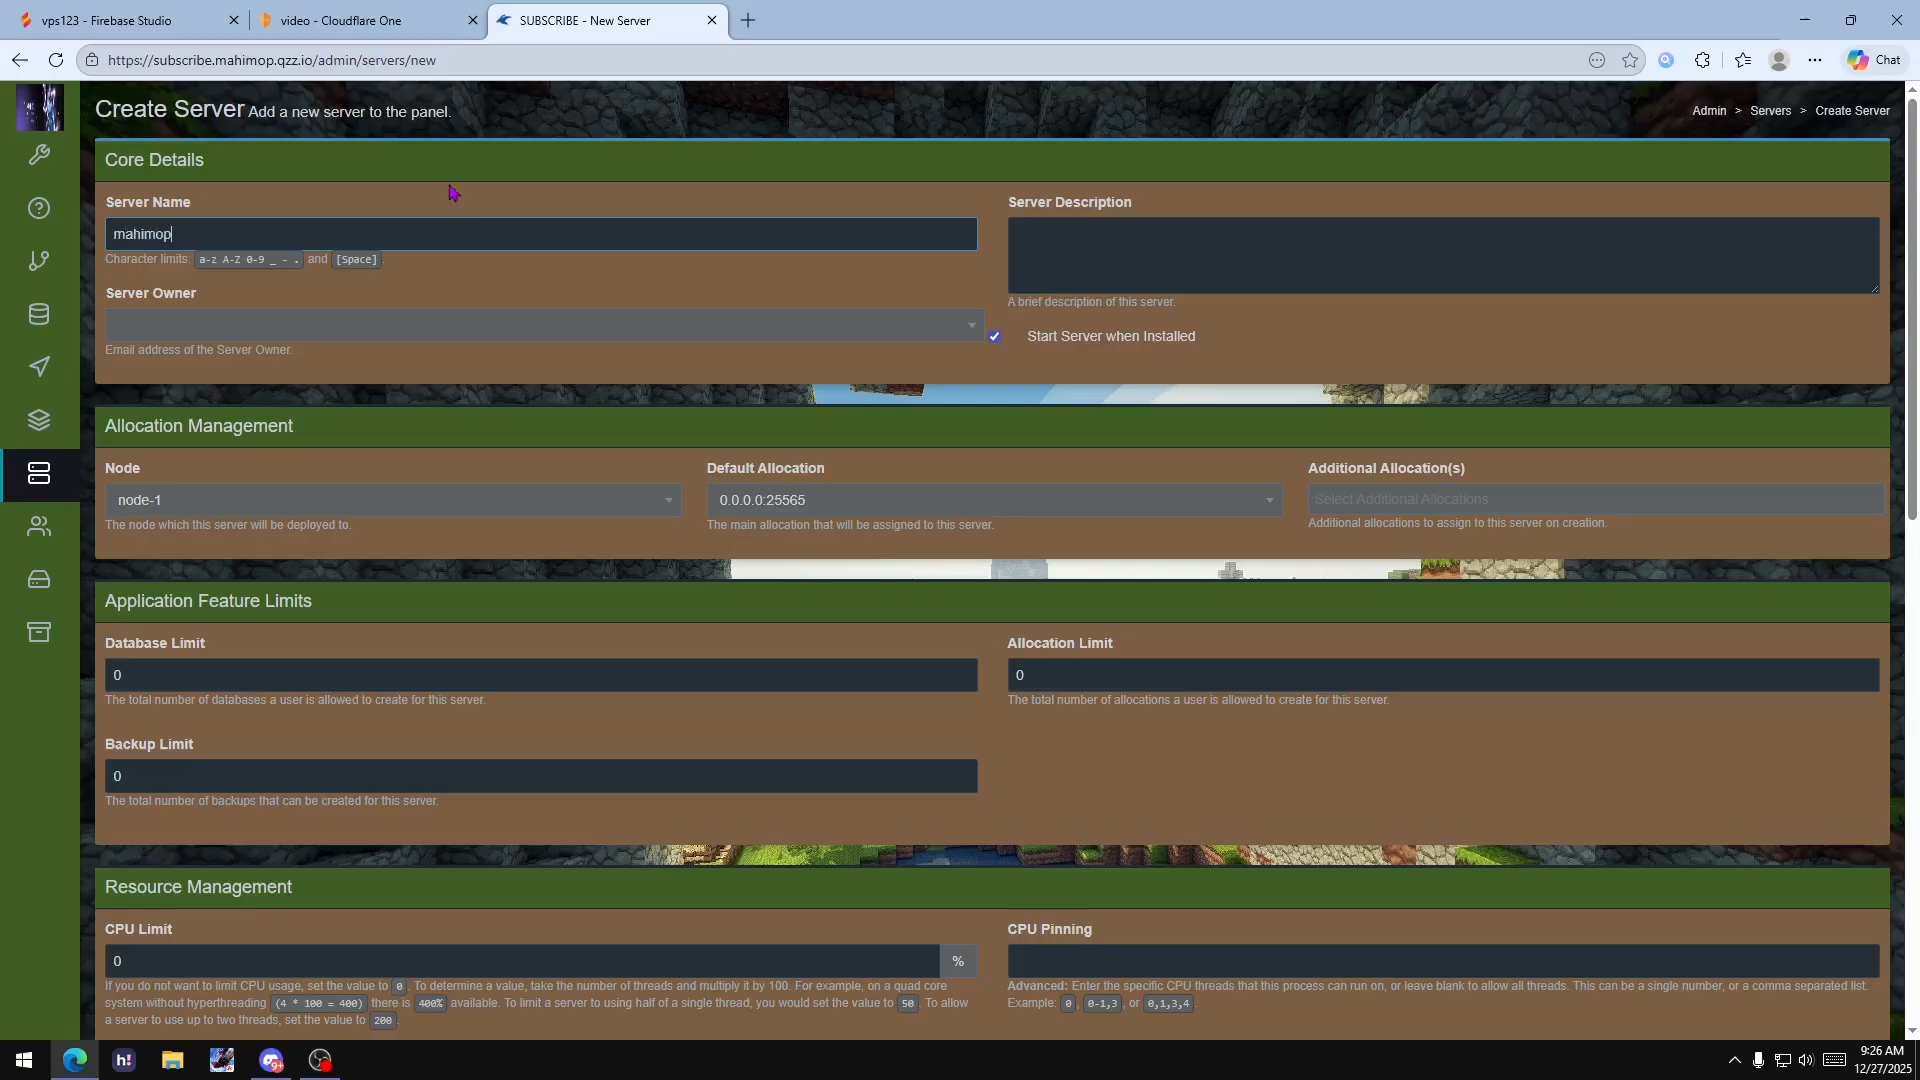 vps123 - Firebase Studio
video - Cloudflare One
SUBSCRIBE - New Server
https://subscribe.mahimop.qzz.io/admin/servers/new
Chat
Create Server Add a new server to the panel.
Admin > Servers > Create Server
Core Details
Server Name
mahimop
Character limits: a-z A-Z 0-9 _ - . and [Space].
Server Description
A brief description of this server.
Server Owner
Email address of the Server Owner.
Start Server when Installed
Allocation Management
Node
node-1
The node which this server will be deployed to.
Default Allocation
0.0.0.0:25565
The main allocation that will be assigned to this server.
Additional Allocation(s)
Select Additional Allocations
Additional allocations to assign to this server on creation.
Application Feature Limits
Database Limit
0
The total number of databases a user is allowed to create for this server.
Allocation Limit
0
The total number of allocations a user is allowed to create for this server.
Backup Limit
0
The total number of backups that can be created for this server.
Resource Management
CPU Limit
0 %
If you do not want to limit CPU usage, set the value to 0 . To determine a value, take the number of threads and multiply it by 100. For example, on a quad core
system without hyperthreading (4 * 100 = 400) there is 400% available. To limit a server to using half of a single thread, you would set the value to 50 . To allow
a server to use up to two threads, set the value to 200 .
CPU Pinning
Advanced: Enter the specific CPU threads that this process can run on, or leave blank to allow all threads. This can be a single number, or a comma separated list.
Example: 0 , 0-1,3 , or 0,1,3,4 .
h!
9+
9:26 AM
12/27/2025